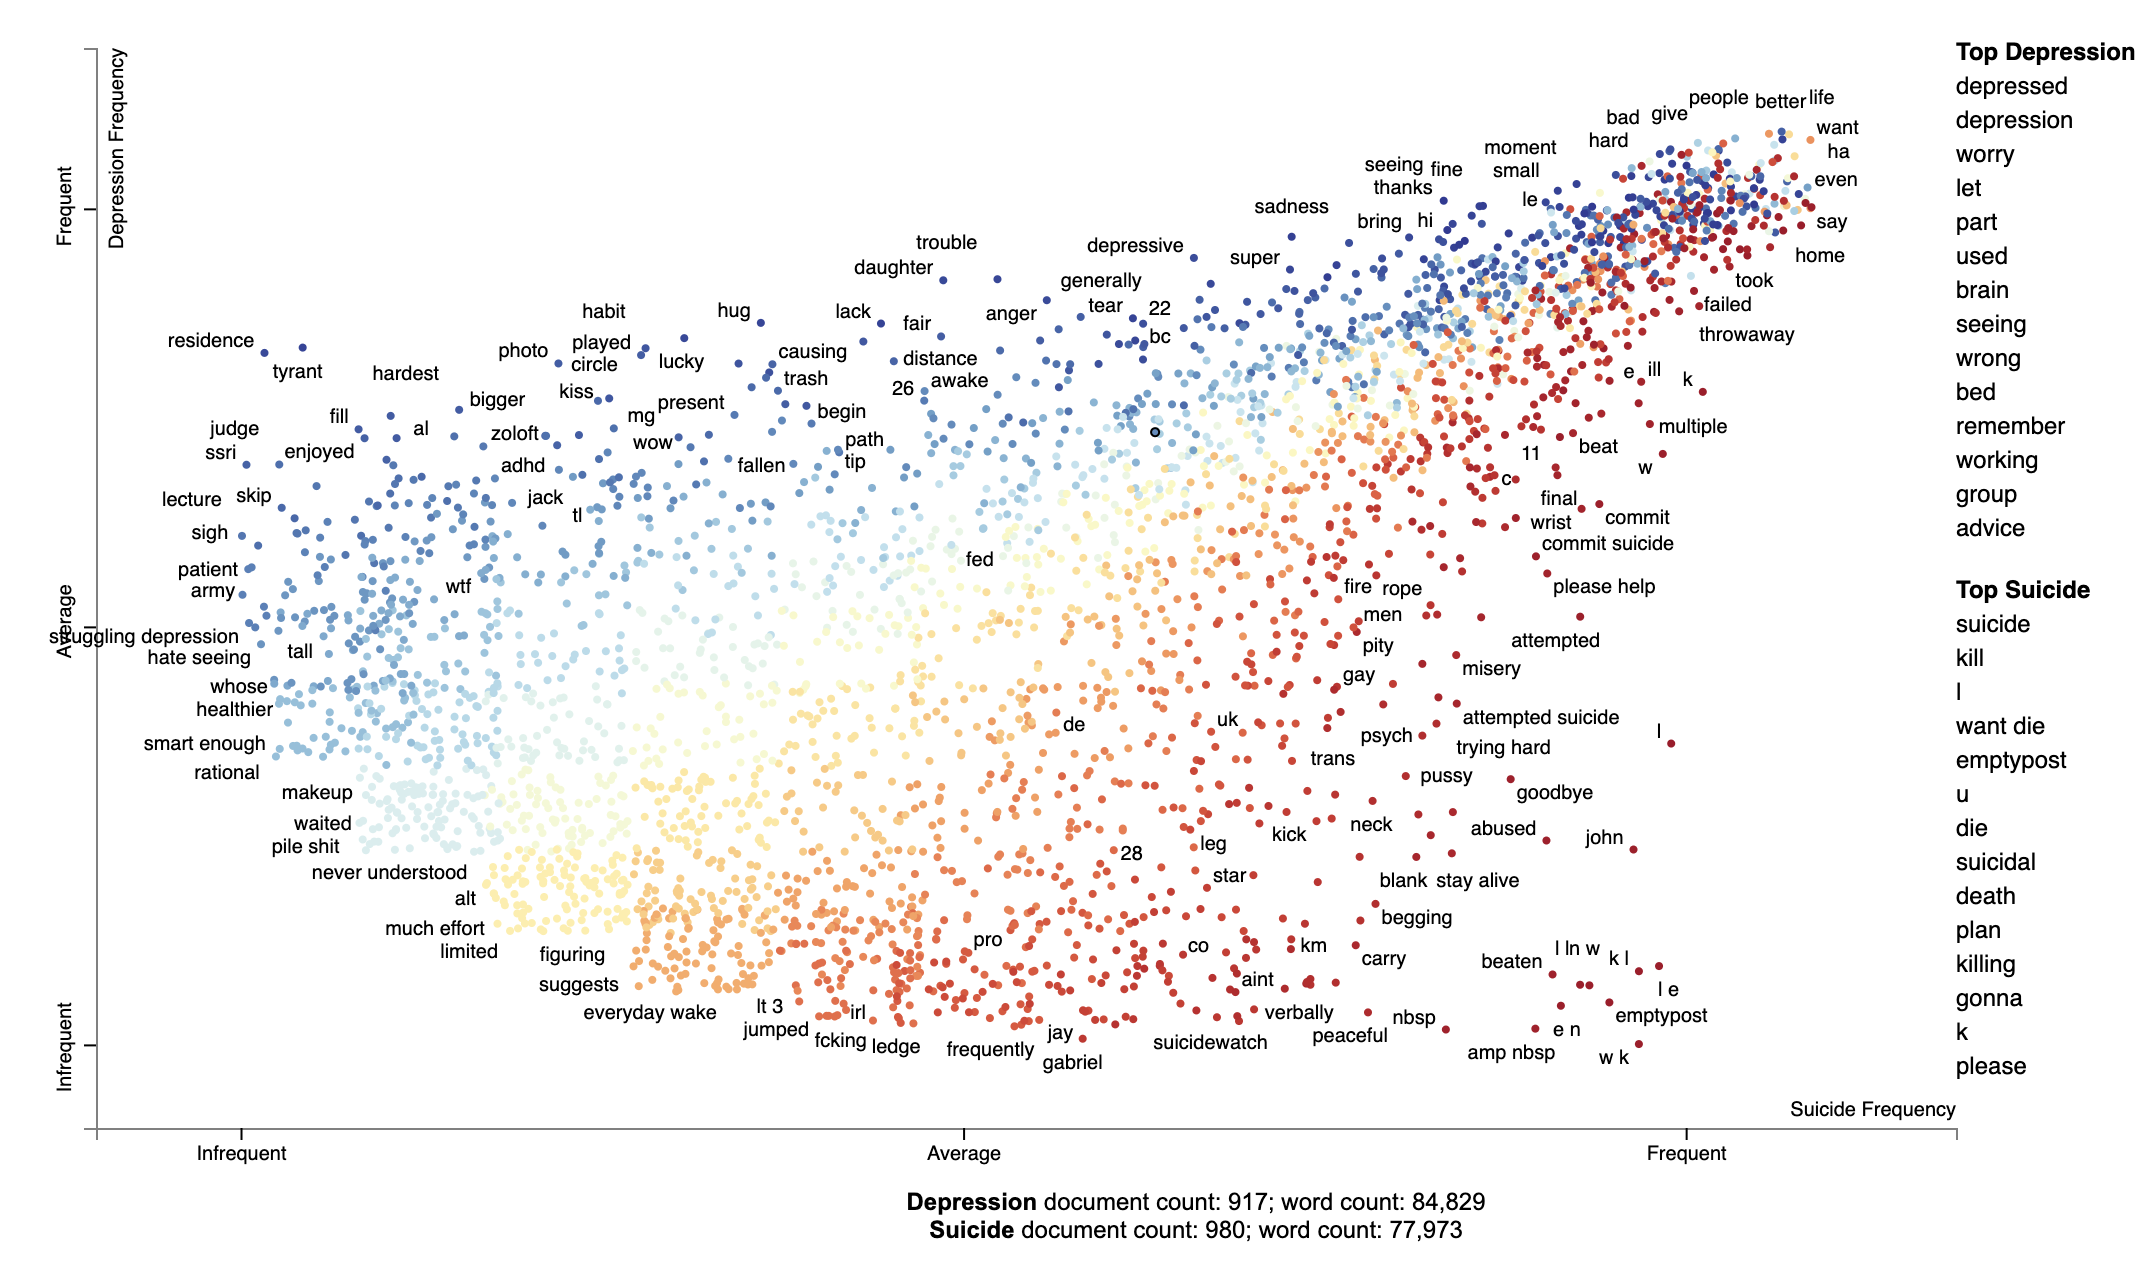 Top Depression
depressed
depression
worry
let
part
used
brain
seeing
wrong
bed
remember
working
group
advice
Top Suicide
suicide
kill
l
want die
emptypost
u
die
suicidal
death
plan
killing
gonna
k
please
Depression Frequency
Frequent
Average
Infrequent
people better life
bad give
want
hard
ha
moment
seeing fine small
even
thanks
le
sadness
bring hi
say
trouble
depressive
home
daughter
super
generally
took
habit hug lack
tear 22
failed
fair anger
residence
played
bc
throwaway
photo
circle
lucky
causing
distance
tyrant
hardest
trash
awake
e ill k
kiss
26
bigger
present
begin
fill
mg
judge
al
zoloft
wow
path
multiple
ssri
enjoyed
adhd
fallen
tip
11
beat
w
c
lecture skip
jack
final
tl
wrist
commit
sigh
commit suicide
fed
patient
wtf
fire rope
please help
army
men
struggling depression
pity
attempted
hate seeing
tall
misery
gay
whose
healthier
de
uk
attempted suicide
l
smart enough
psych
trying hard
rational
trans
pussy
makeup
goodbye
waited
neck
abused
john
pile shit
kick
leg
28
never understood
star
blank stay alive
alt
begging
much effort
pro
co
km
l ln w
limited
figuring
carry
beaten
k l
suggests
aint
l e
everyday wake
lt 3
irl
verbally
nbsp
emptypost
jumped
fcking ledge
jay
peaceful
e n
frequently
suicidewatch
amp nbsp
gabriel
w k
Suicide Frequency
Infrequent
Average
Frequent
Depression document count: 917; word count: 84,829
Suicide document count: 980; word count: 77,973